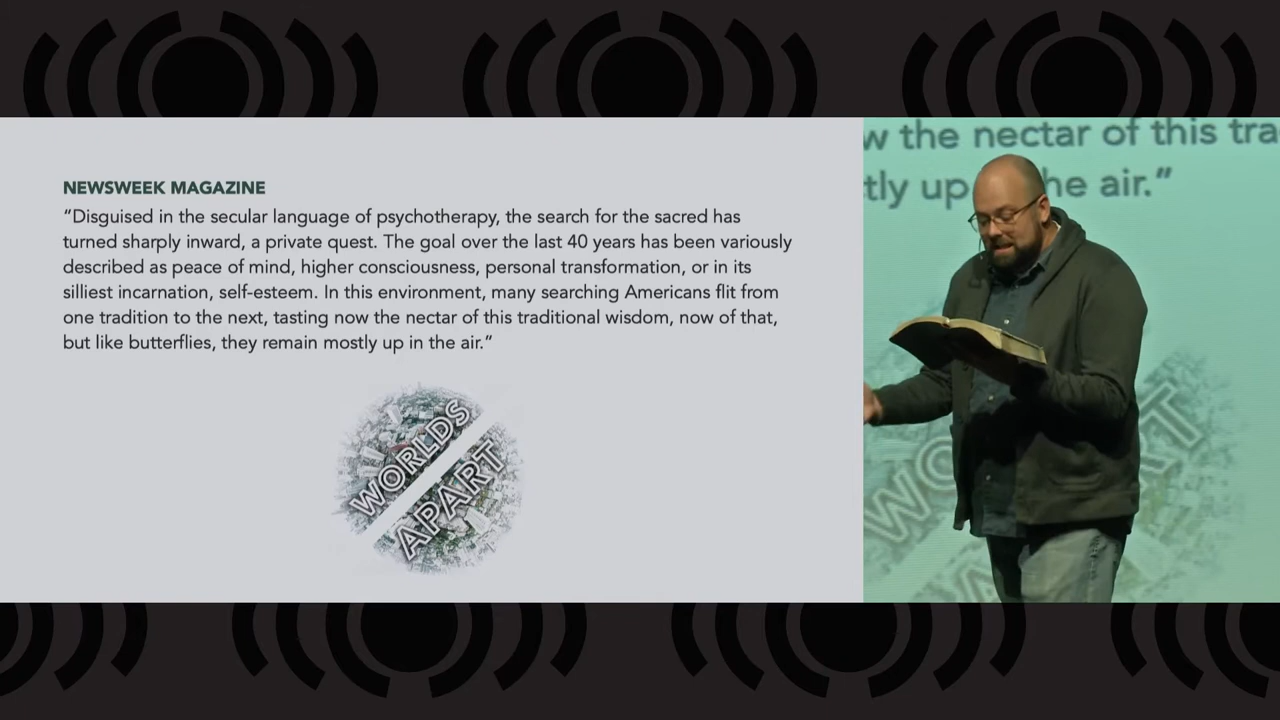 NEWSWEEK MAGAZINE
“Disguised in the secular language of psychotherapy, the search for the sacred has
turned sharply inward, a private quest. The goal over the last 40 years has been variously
described as peace of mind, higher consciousness, personal transformation, or in its
silliest incarnation, self-esteem. In this environment, many searching Americans flit from
one tradition to the next, tasting now the nectar of this traditional wisdom, now of that,
but like butterflies, they remain mostly up in the air.”
WORLDS
APART
w the nectar of this tra
tly up he air.”